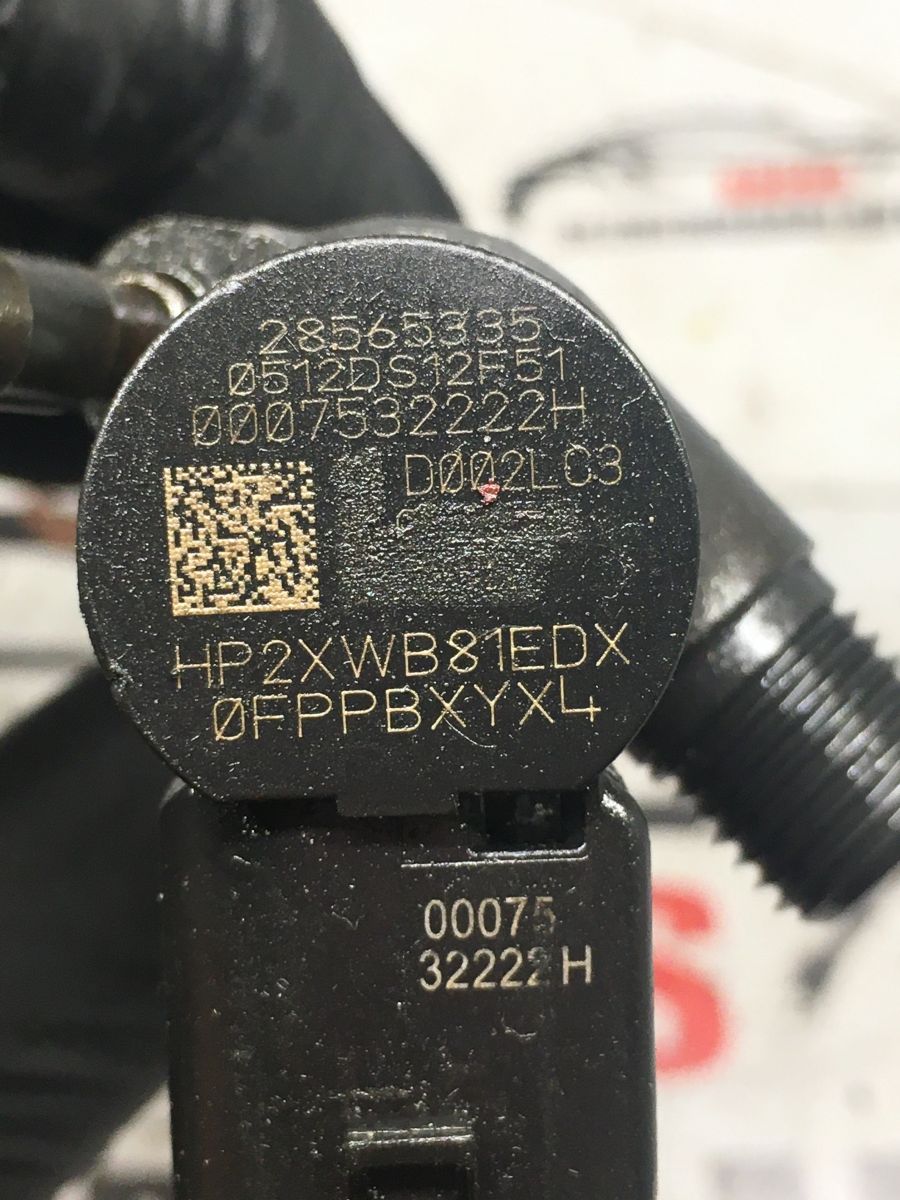 28565335
0512DS12F51
0007532222H
D002LC3
HP2XWB81EDX
0FPPBXYX4
00075
32222H
S